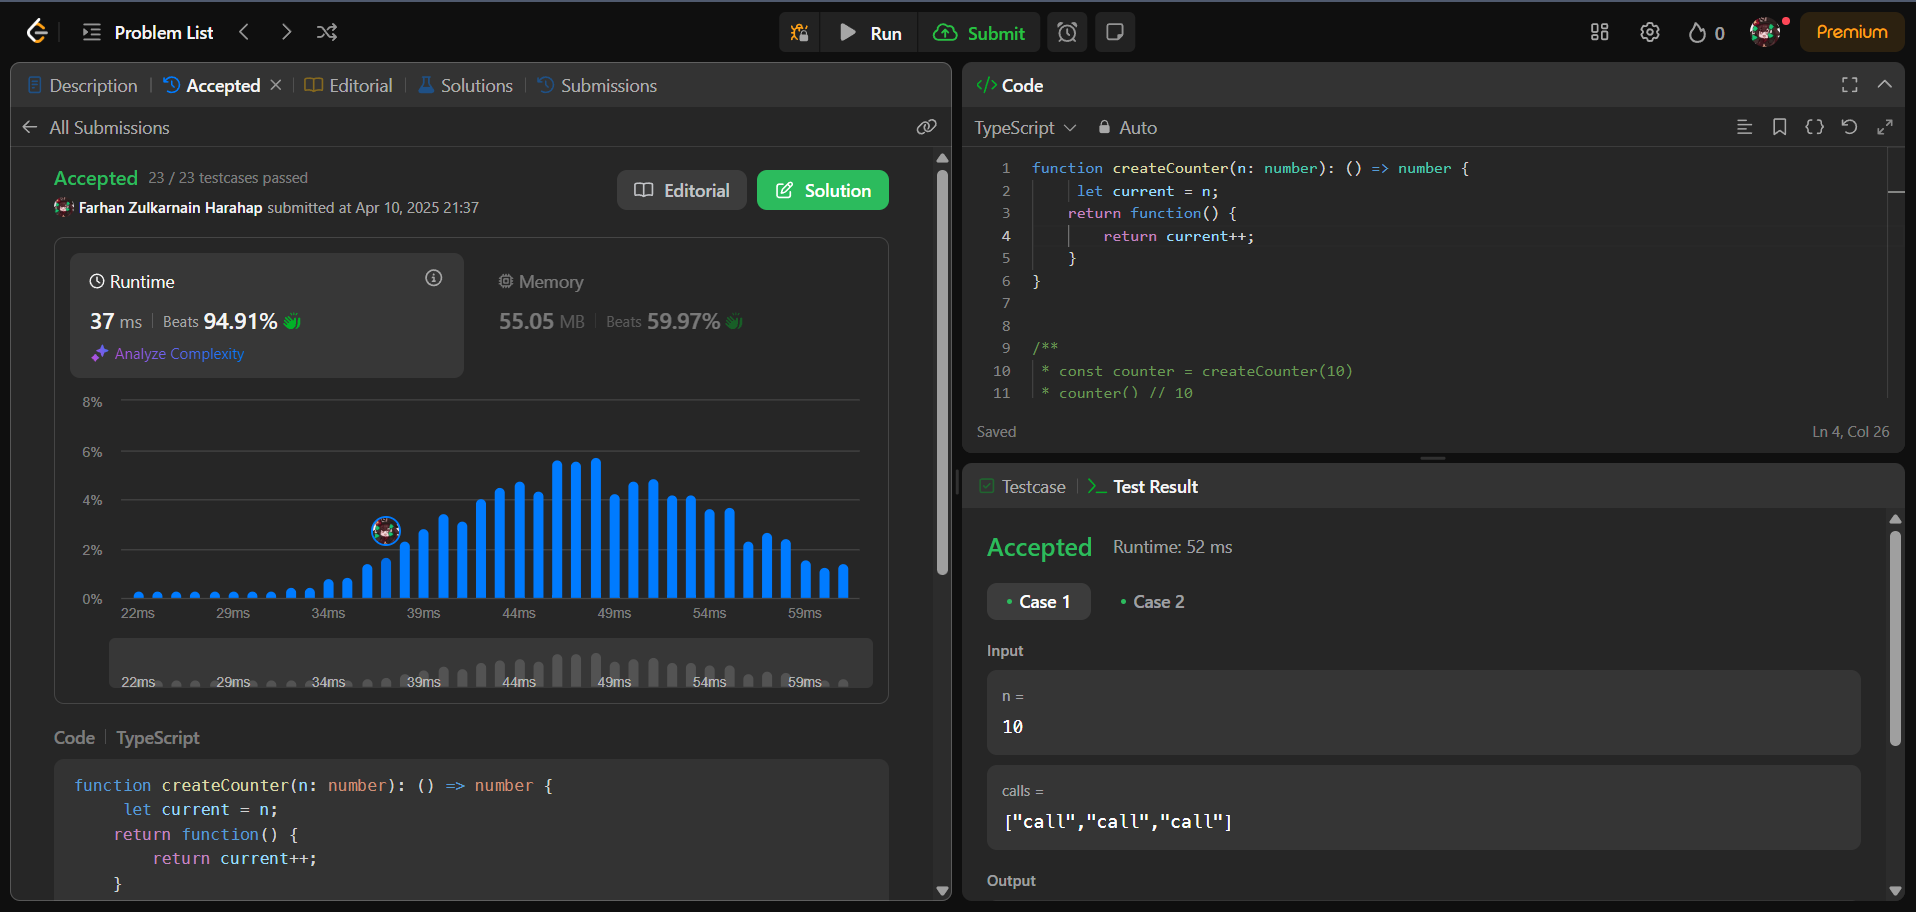 Problem List
Run
Submit
0
Premium
Description
Accepted
Editorial
Solutions
Submissions
All Submissions
Accepted 23 / 23 testcases passed
Farhan Zulkarnain Harahap submitted at Apr 10, 2025 21:37
Editorial
Solution
Runtime
37 ms Beats 94.91%
Analyze Complexity
Memory
55.05 MB Beats 59.97%
8%
6%
4%
2%
0%
22ms 29ms 34ms 39ms 44ms 49ms 54ms 59ms
22ms 29ms 34ms 39ms 44ms 49ms 54ms 59ms
Code TypeScript
function createCounter(n: number): () => number {
let current = n;
return function() {
return current++;
}
</> Code
TypeScript Auto
1 function createCounter(n: number): () => number {
2 let current = n;
3 return function() {
4 return current++;
5 }
6 }
7
8
9 /**
10 * const counter = createCounter(10)
11 * counter() // 10
Saved
Ln 4, Col 26
Testcase
Test Result
Accepted Runtime: 52 ms
Case 1
Case 2
Input
n =
10
calls =
["call","call","call"]
Output